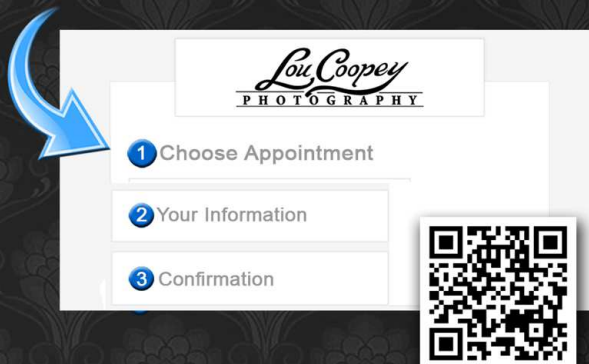 Lou Coopey
PHOTOGRAPHY
1 Choose Appointment
2 Your Information
3 Confirmation